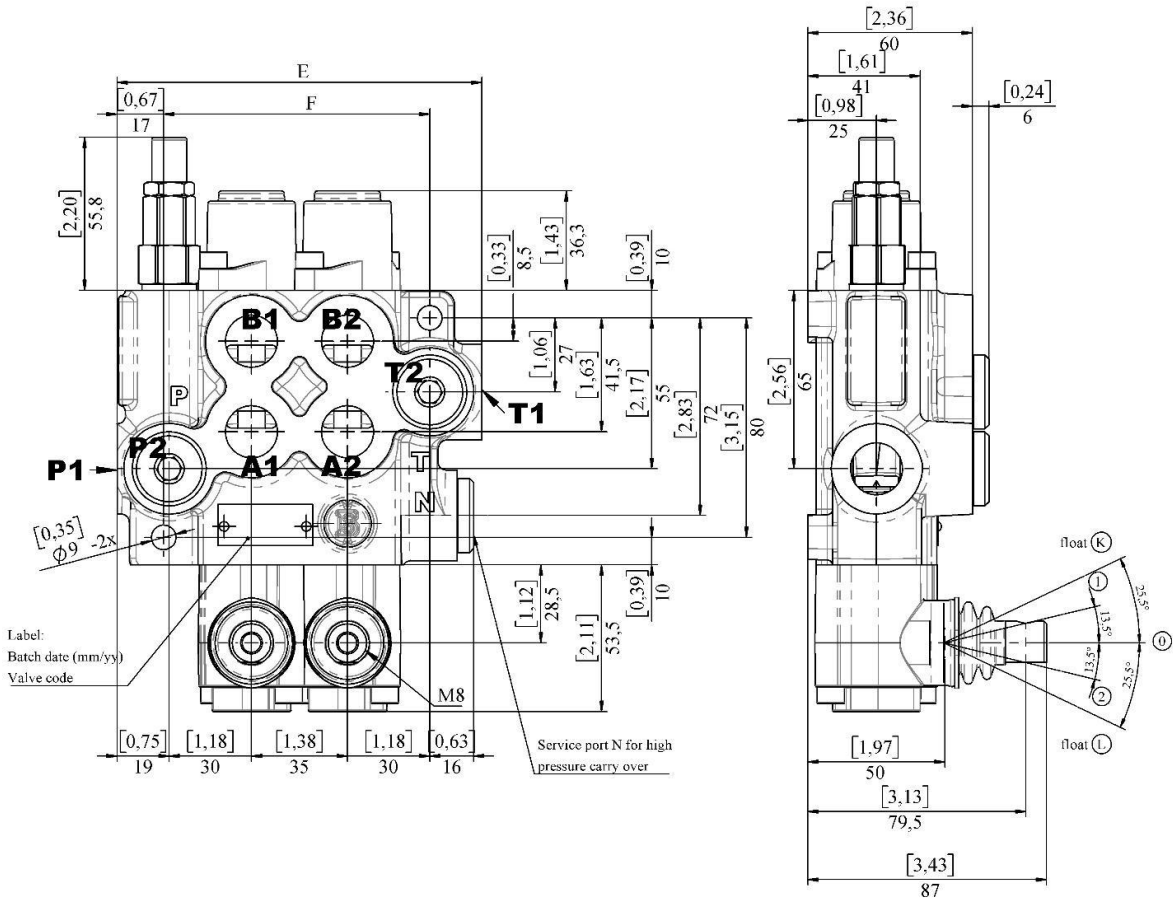 E
[0,67]
17
F
[2,20]
55,8
[1,43]
36,3
[0,33]
8,5
[0,39]
10
B1
B2
T2
T1
P
P2
P1
A1
A2
T
N
B
[1,06]
27
[1,63]
41,5
[2,17]
55
[2,83]
72
[3,15]
80
[0,35]
Ø9 -2x
Label:
Batch date (mm/yy)
Valve code
[1,12]
28,5
[2,11]
53,5
[0,39]
10
M8
[0,75]
19
[1,18]
30
[1,38]
35
[1,18]
30
[0,63]
16
Service port N for high
pressure carry over
[2,36]
60
[1,61]
41
[0,98]
25
[0,24]
6
[2,56]
65
float K
1
25,5°
13,5°
0
13,5°
25,5°
2
float L
[1,97]
50
[3,13]
79,5
[3,43]
87